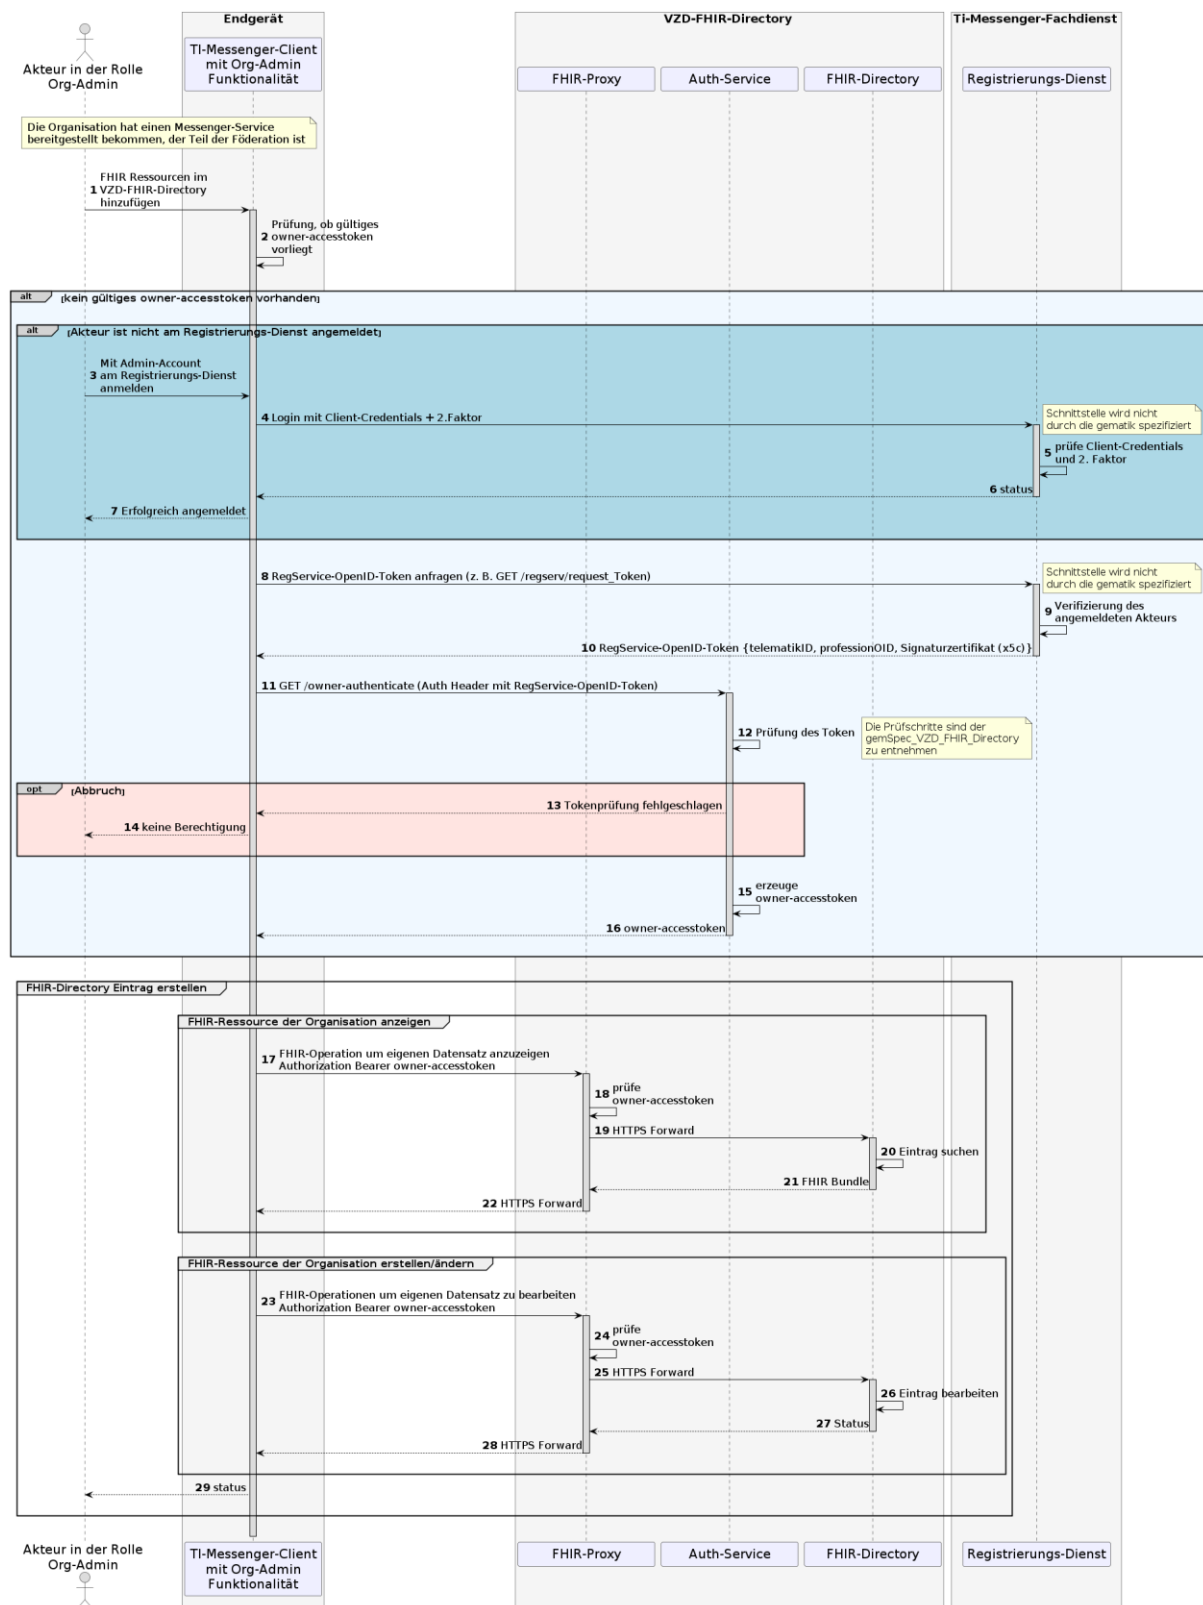 Endgerät
VZD-FHIR-Directory
Ti-Messenger-Fachdienst
Akteur in der Rolle
Org-Admin
TI-Messenger-Client
mit Org-Admin
Funktionalität
FHIR-Proxy
Auth-Service
FHIR-Directory
Registrierungs-Dienst
Die Organisation hat einen Messenger-Service
bereitgestellt bekommen, der Teil der Föderation ist
FHIR Ressourcen im
1 VZD-FHIR-Directory
hinzufügen
Prüfung, ob gültiges
2 owner-accesstoken
vorliegt
alt [kein gültiges owner-accesstoken vorhanden]
alt [Akteur ist nicht am Registrierungs-Dienst angemeldet]
Mit Admin-Account
3 am Registrierungs-Dienst
anmelden
4 Login mit Client-Credentials + 2.Faktor
Schnittstelle wird nicht
durch die gematik spezifiziert
5 prüfe Client-Credentials
und 2. Faktor
6 status
7 Erfolgreich angemeldet
8 RegService-OpenID-Token anfragen (z. B. GET /regserv/request_Token)
Schnittstelle wird nicht
durch die gematik spezifiziert
9 Verifizierung des
angemeldeten Akteurs
10 RegService-OpenID-Token {telematikID, professionOID, Signaturzertifikat (x5c)}
11 GET /owner-authenticate (Auth Header mit RegService-OpenID-Token)
12 Prüfung des Token
Die Prüfschritte sind der
gemSpec_VZD_FHIR_Directory
zu entnehmen
opt [Abbruch]
13 Tokenprüfung fehlgeschlagen
14 keine Berechtigung
15 erzeuge
owner-accesstoken
16 owner-accesstoken
FHIR-Directory Eintrag erstellen
FHIR-Ressource der Organisation anzeigen
17 FHIR-Operation um eigenen Datensatz anzuzeigen
Authorization Bearer owner-accesstoken
18 prüfe
owner-accesstoken
19 HTTPS Forward
20 Eintrag suchen
21 FHIR Bundle
22 HTTPS Forward
FHIR-Ressource der Organisation erstellen/ändern
23 FHIR-Operationen um eigenen Datensatz zu bearbeiten
Authorization Bearer owner-accesstoken
24 prüfe
owner-accesstoken
25 HTTPS Forward
26 Eintrag bearbeiten
27 Status
28 HTTPS Forward
29 status
Akteur in der Rolle
Org-Admin
TI-Messenger-Client
mit Org-Admin
Funktionalität
FHIR-Proxy
Auth-Service
FHIR-Directory
Registrierungs-Dienst